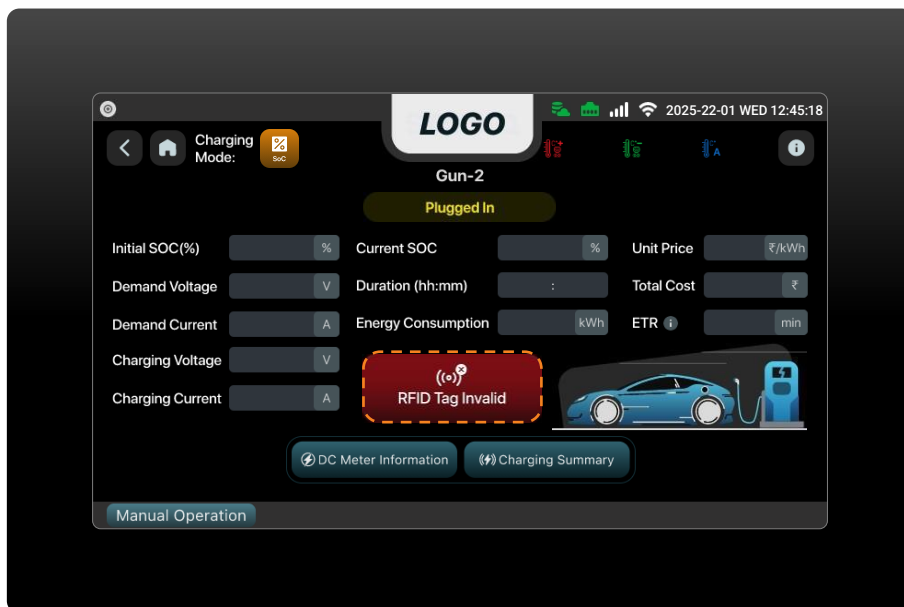 LOGO
2025-22-01 WED 12:45:18
Charging
Mode:
%
SoC
A
Gun-2
Plugged In
Initial SOC(%) %
Current SOC %
Unit Price ₹/kWh
Demand Voltage V
Duration (hh:mm) :
Total Cost ₹
Demand Current A
Energy Consumption kWh
ETR i min
Charging Voltage V
Charging Current A
RFID Tag Invalid
DC Meter Information
Charging Summary
Manual Operation